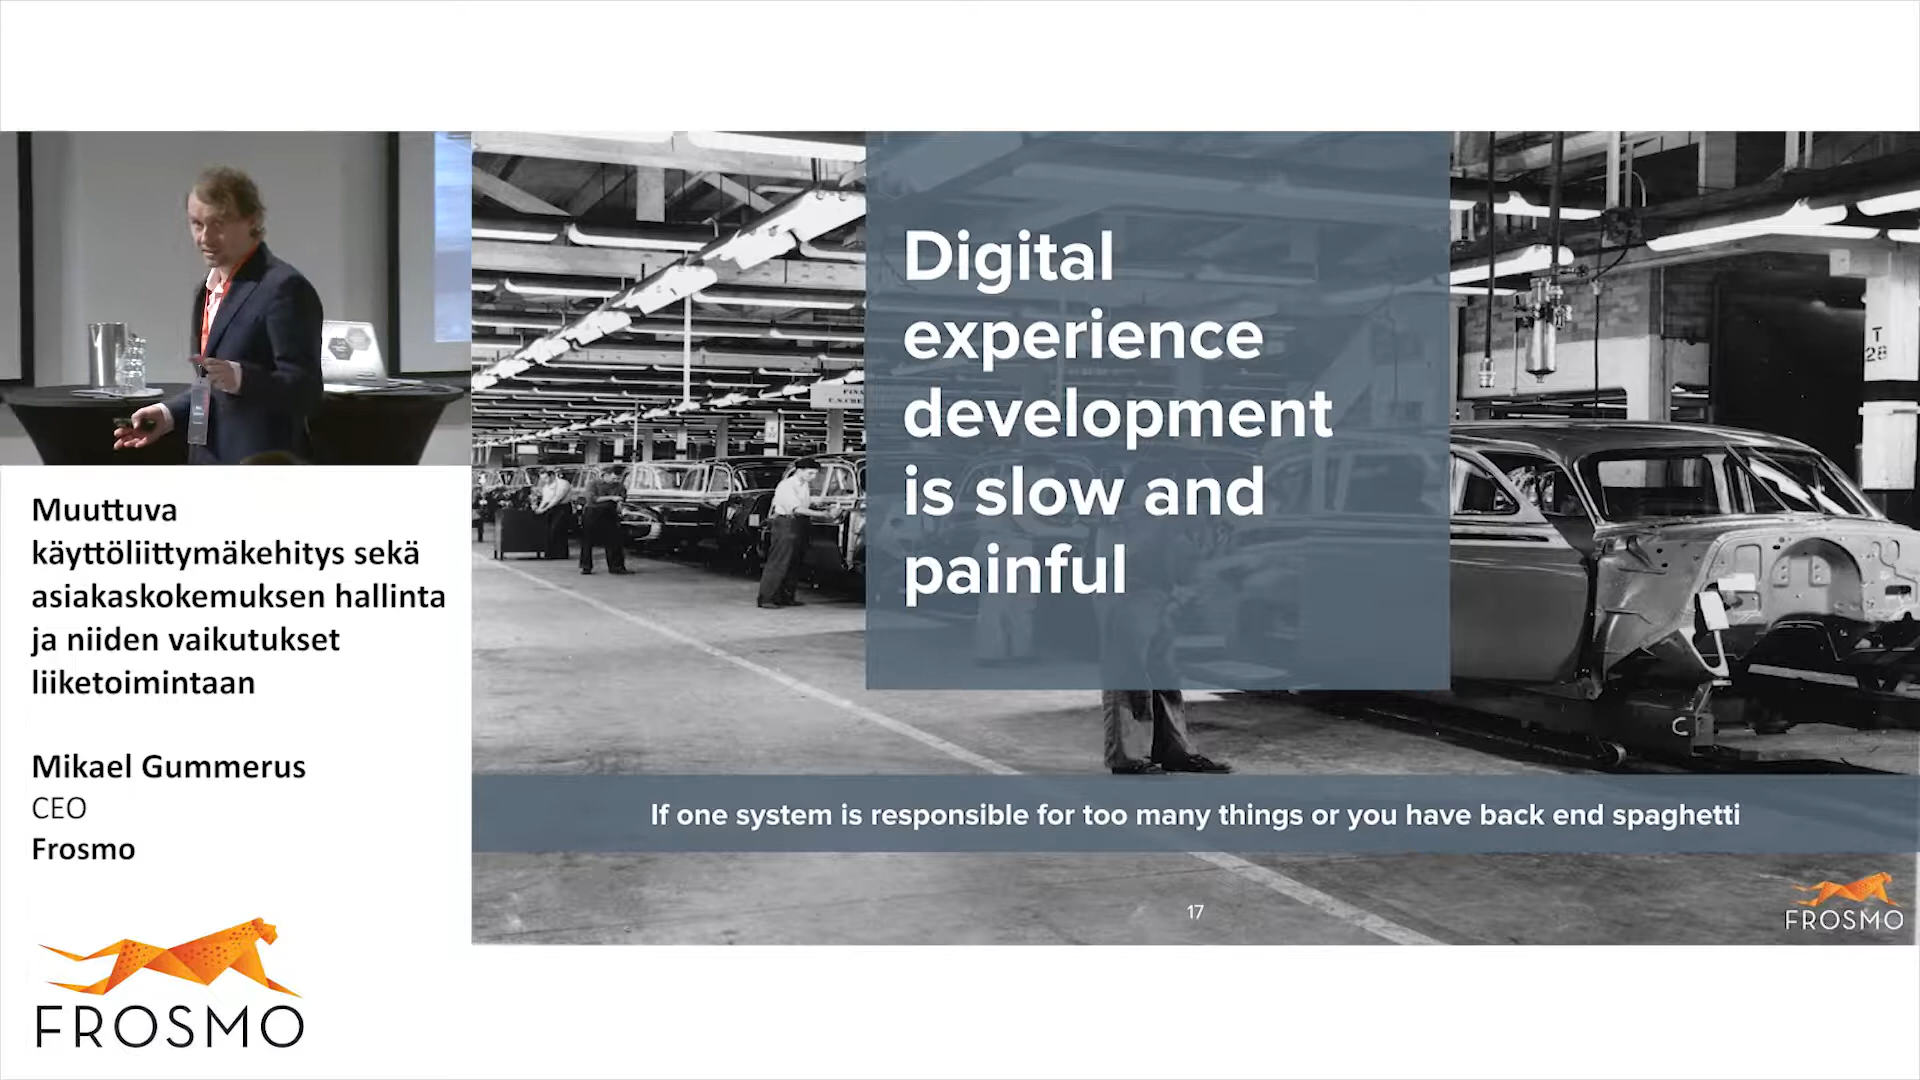 Muuttuva
käyttöliittymäkehitys sekä
asiakaskokemuksen hallinta
ja niiden vaikutukset
liiketoimintaan
Mikael Gummerus
CEO
Frosmo
FROSMO
Digital
experience
development
is slow and
painful
If one system is responsible for too many things or you have back end spaghetti
17
FROSMO
T
28